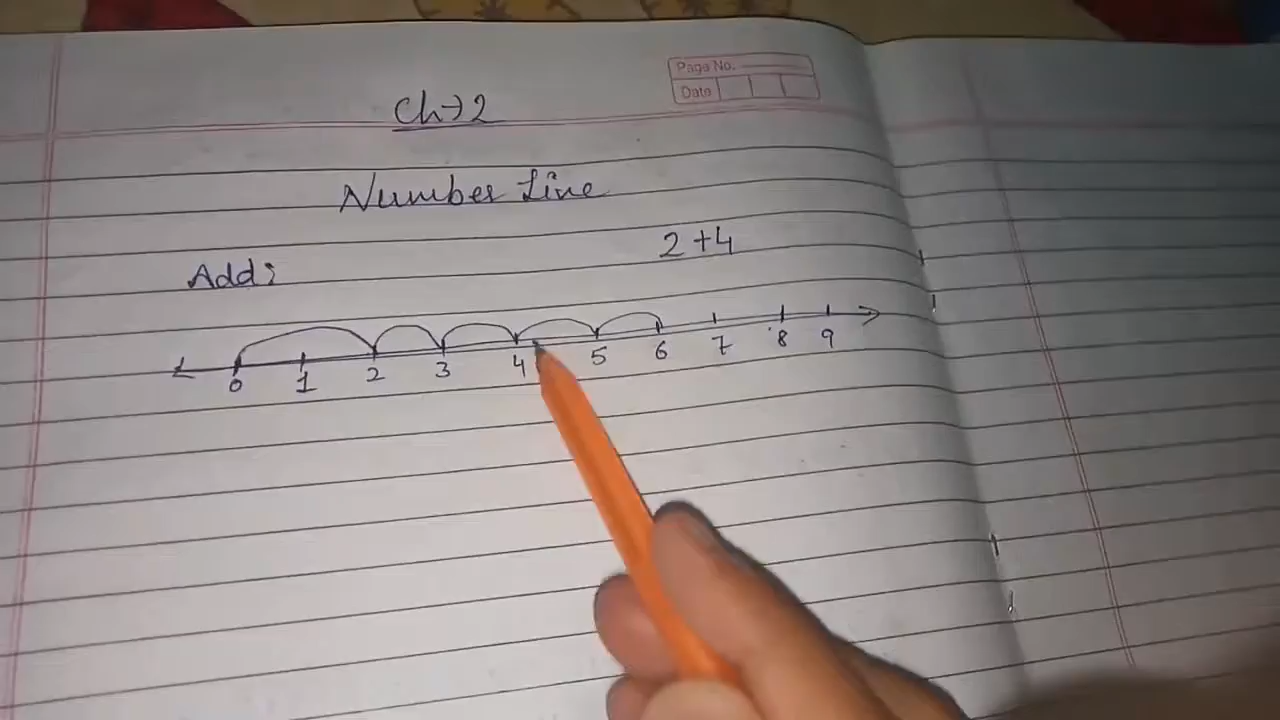 Page No.
Date
Ch→2
Number Line
2+4
Add:
0 1 2 3 4 5 6 7 8 9